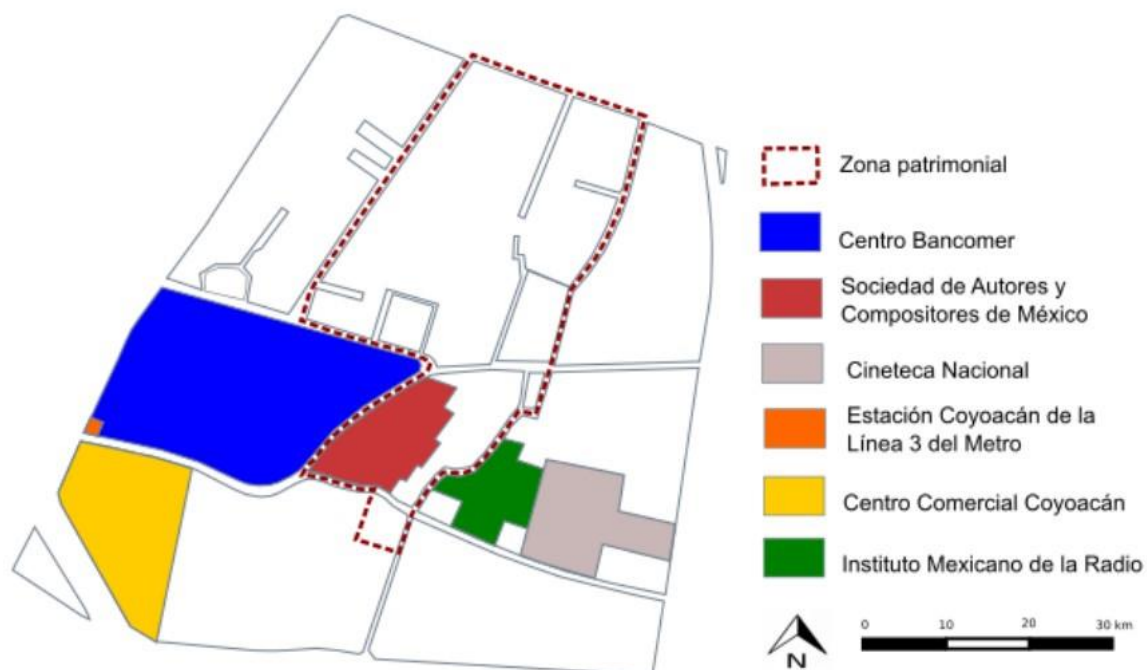 Zona patrimonial
Centro Bancomer
Sociedad de Autores y
Compositores de México
Cineteca Nacional
Estación Coyoacán de la
Línea 3 del Metro
Centro Comercial Coyoacán
Instituto Mexicano de la Radio
N
0 10 20 30 km